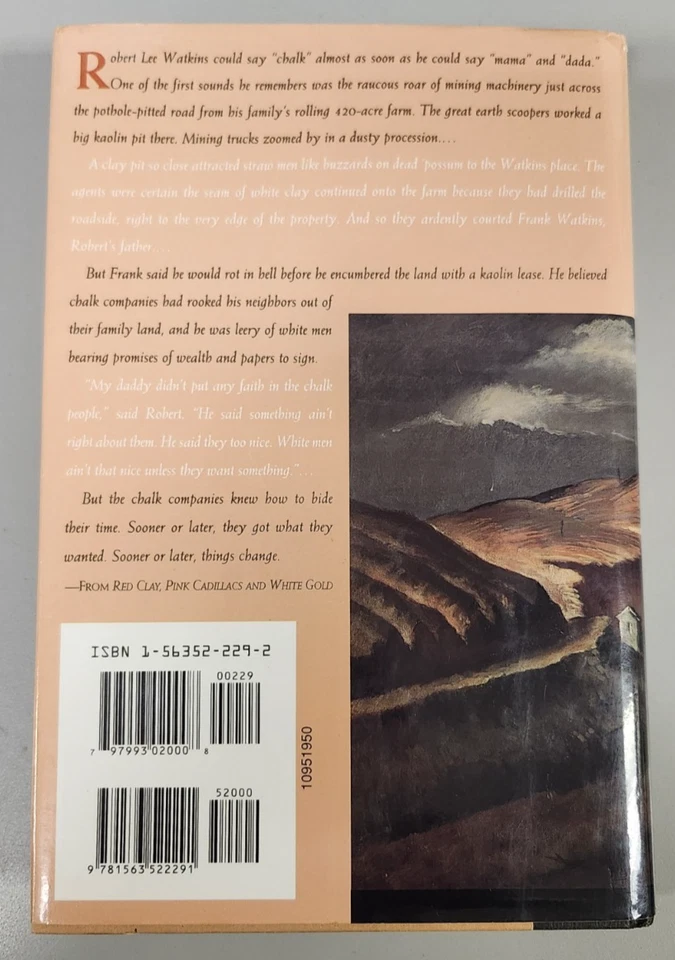 Robert Lee Watkins could say "chalk" almost as soon as he could say "mama" and "dada."
One of the first sounds he remembers was the raucous roar of mining machinery just across
the pothole-pitted road from his family's rolling 420-acre farm. The great earth scoopers worked a
big kaolin pit there. Mining trucks zoomed by in a dusty procession....
A clay pit so close attracted straw men like buzzards on dead 'possum to the Watkins place. The
agents were certain the seam of white clay continued onto the farm because they had drilled the
roadside, right to the very edge of the property. And so they ardently courted Frank Watkins,
Robert's father....
But Frank said he would rot in hell before he encumbered the land with a kaolin lease. He believed
chalk companies had rooked his neighbors out of
their family land, and he was leery of white men
bearing promises of wealth and papers to sign.
"My daddy didn't put any faith in the chalk
people," said Robert. "He said something ain't
right about them. He said they too nice. White men
ain't that nice unless they want something."...
But the chalk companies knew how to bide
their time. Sooner or later, they got what they
wanted. Sooner or later, things change.
—FROM RED CLAY, PINK CADILLACS AND WHITE GOLD
ISBN 1-56352-229-2
00229
7 97993 02000 8
52000
9 781563 522291
10951950